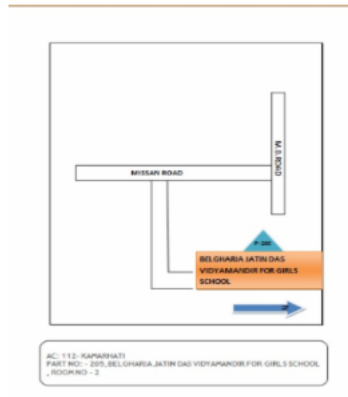 M.B.ROAD
MISSAN ROAD
P-205
BELGHARIA JATIN DAS
VIDYAMANDIR FOR GIRLS
SCHOOL
AC: 112- KAMARHATI
PART NO: - 205, BELGHARIA JATIN DAS VIDYAMANDIR FOR GIRLS SCHOOL
, ROOM NO - 2